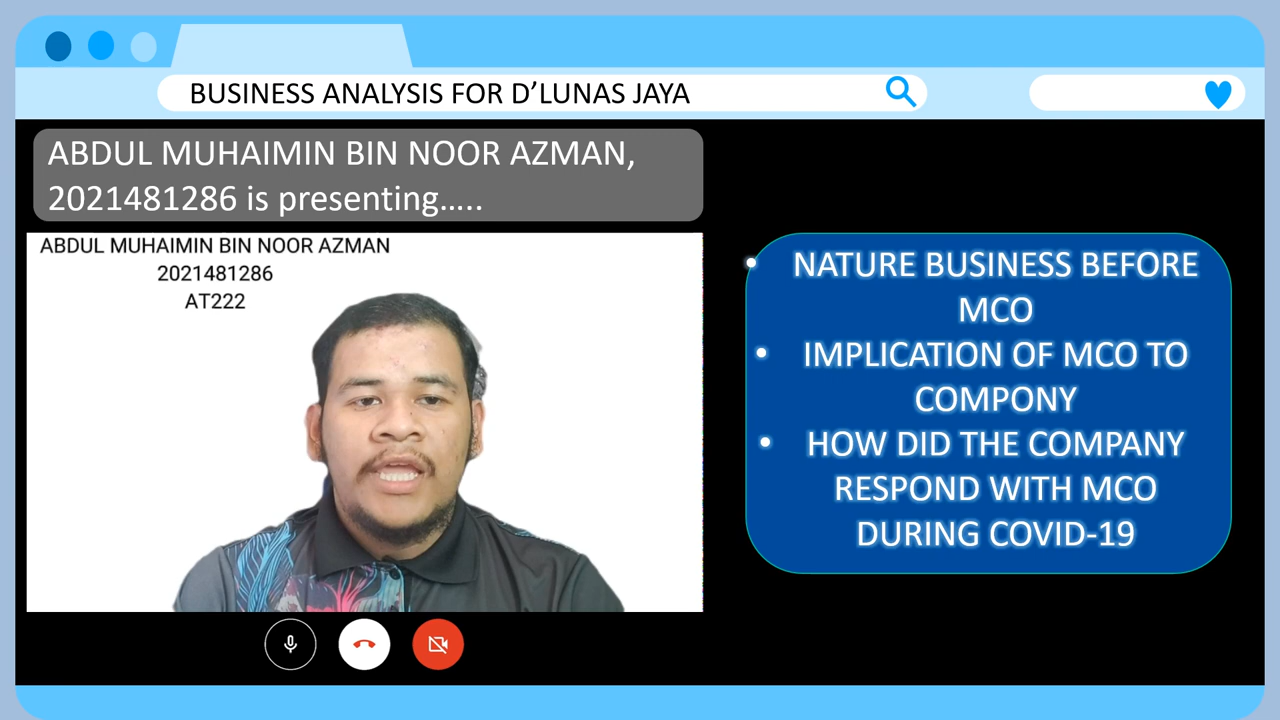 BUSINESS ANALYSIS FOR D’LUNAS JAYA
ABDUL MUHAIMIN BIN NOOR AZMAN,
2021481286 is presenting…..
ABDUL MUHAIMIN BIN NOOR AZMAN
2021481286
AT222
• NATURE BUSINESS BEFORE
MCO
• IMPLICATION OF MCO TO
COMPONY
• HOW DID THE COMPANY
RESPOND WITH MCO
DURING COVID-19